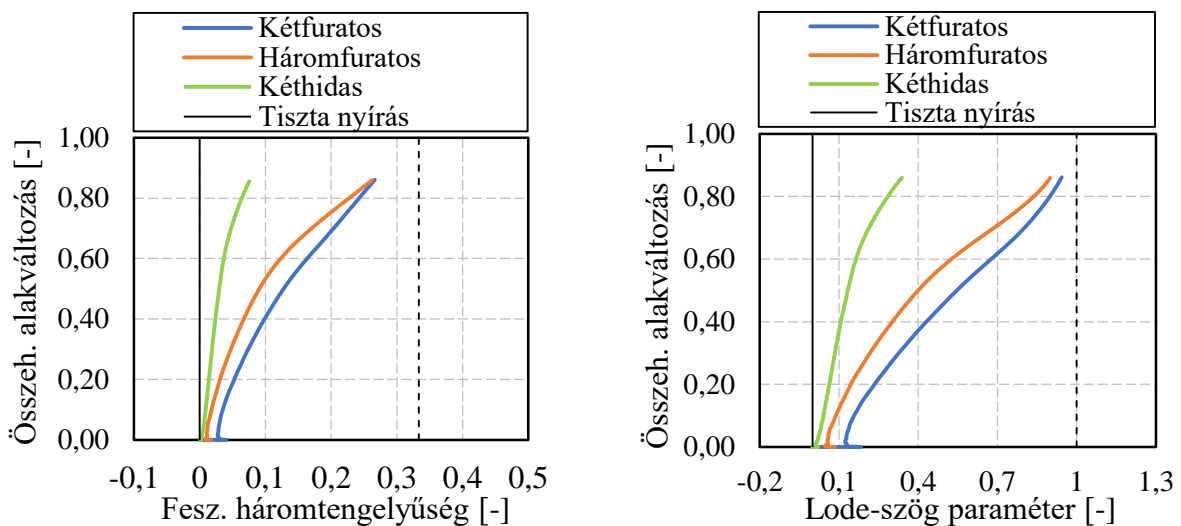 Kétfuratos
Háromfuratos
Kéthidas
Tiszta nyírás
1,00
0,80
0,60
0,40
0,20
0,00
-0,1 0 0,1 0,2 0,3 0,4 0,5
Összeh. alakváltozás [-]
Fesz. háromtengelyűség [-]
Kétfuratos
Háromfuratos
Kéthidas
Tiszta nyírás
1,00
0,80
0,60
0,40
0,20
0,00
-0,2 0,1 0,4 0,7 1 1,3
Összeh. alakváltozás [-]
Lode-szög paraméter [-]